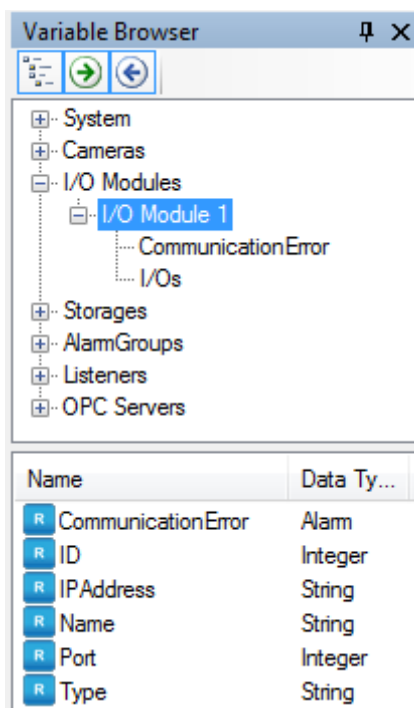 Variable Browser
System
Cameras
I/O Modules
I/O Module 1
CommunicationError
I/Os
Storages
AlarmGroups
Listeners
OPC Servers
Name Data Ty...
R CommunicationError Alarm
R ID Integer
R IPAddress String
R Name String
R Port Integer
R Type String